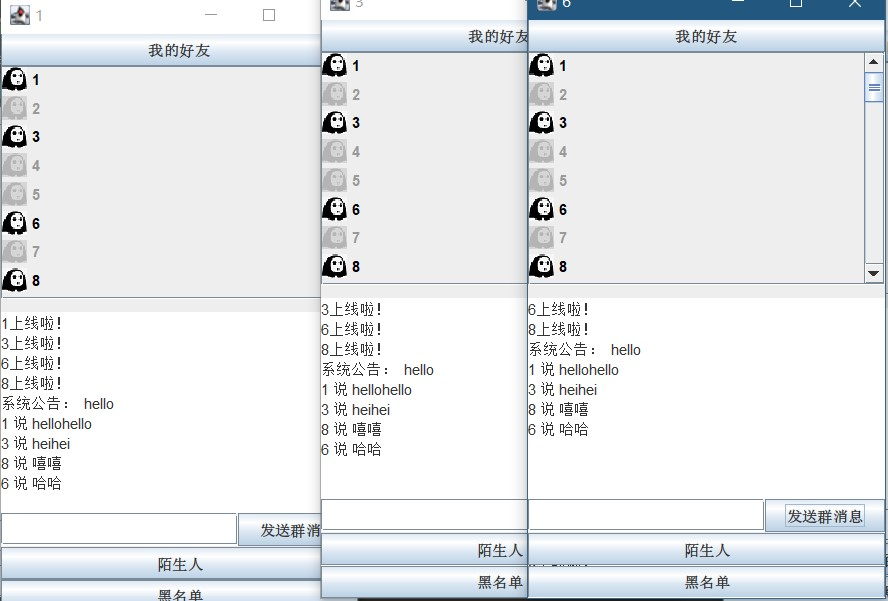 1
我的好友
1
2
3
4
5
6
7
8
1上线啦!
3上线啦!
6上线啦!
8上线啦!
系统公告： hello
1 说 hellohello
3 说 heihei
8 说 嘻嘻
6 说 哈哈
发送群消
陌生人
黑名单
3
我的好友
1
2
3
4
5
6
7
8
3上线啦!
6上线啦!
8上线啦!
系统公告： hello
1 说 hellohello
3 说 heihei
8 说 嘻嘻
6 说 哈哈
陌生人
黑名单
6
我的好友
1
2
3
4
5
6
7
8
6上线啦!
8上线啦!
系统公告： hello
1 说 hellohello
3 说 heihei
8 说 嘻嘻
6 说 哈哈
发送群消息
陌生人
黑名单